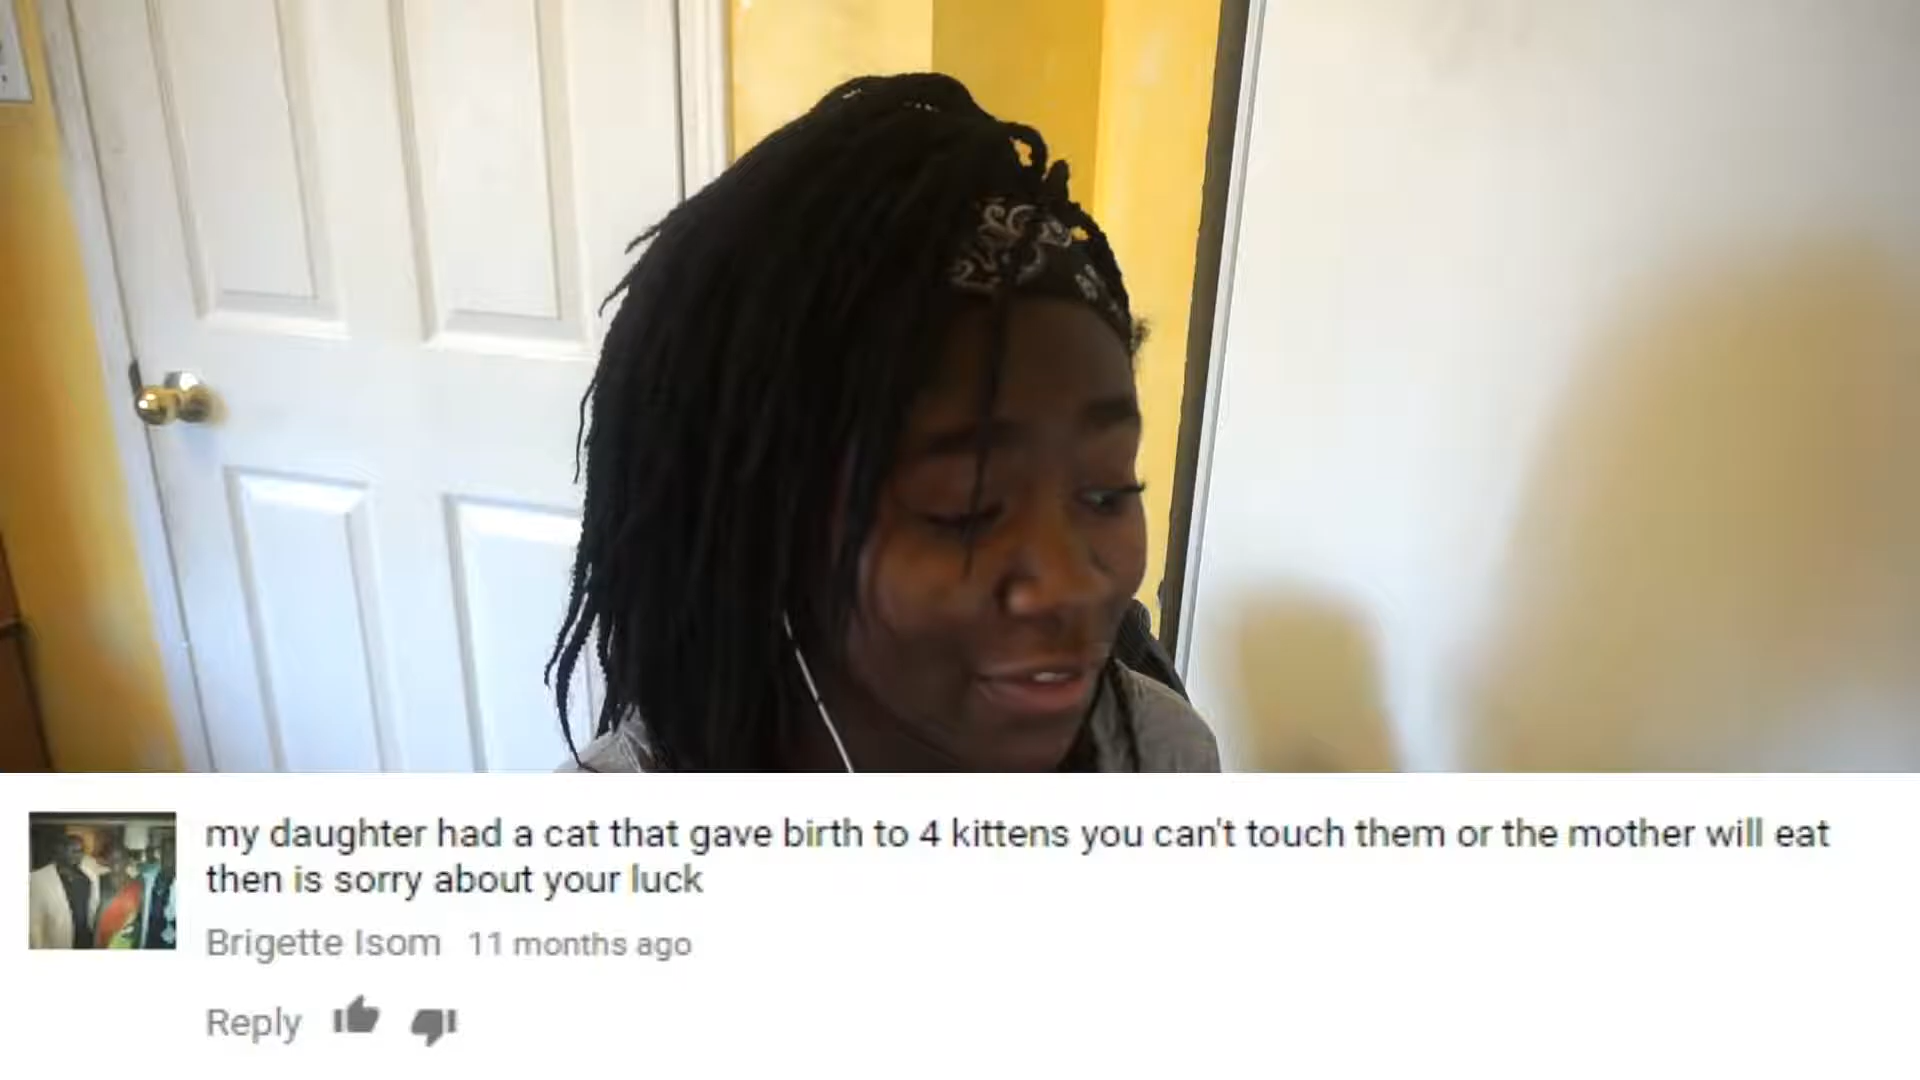 my daughter had a cat that gave birth to 4 kittens you can't touch them or the mother will eat
then is sorry about your luck
Brigette Isom 11 months ago
Reply